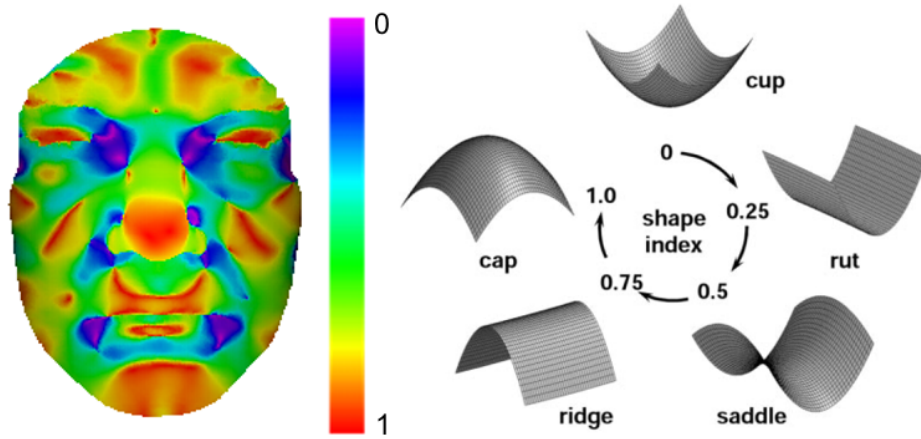 0
1
cup
0
1.0
0.25
shape
index
cap
rut
0.75
0.5
ridge
saddle